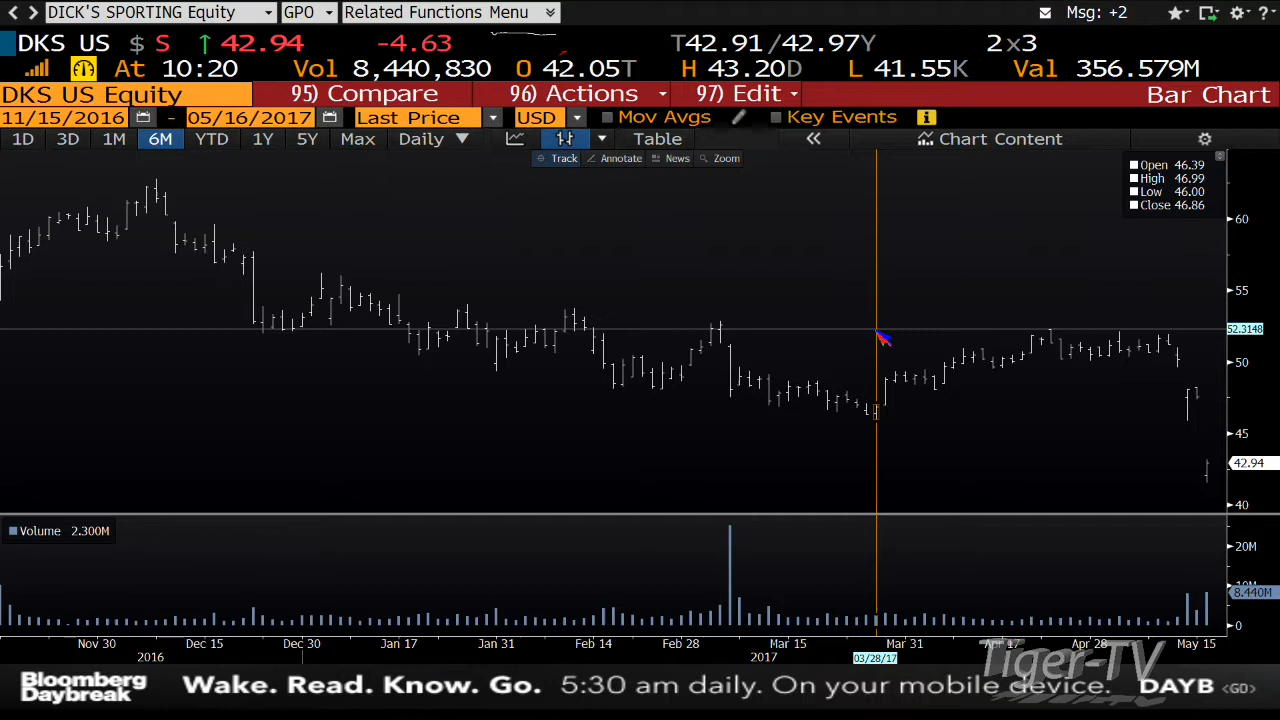 DICK'S SPORTING Equity GPO Related Functions Menu Msg: +2 ?
DKS US $ S ↑ 42.94 -4.63 T42.91/42.97Y 2x3
At 10:20 Vol 8,440,830 O 42.05T H 43.20D L 41.55K Val 356.579M
DKS US Equity 95) Compare 96) Actions 97) Edit Bar Chart
11/15/2016 - 05/16/2017 Last Price USD Mov Avgs Key Events i
1D 3D 1M 6M YTD 1Y 5Y Max Daily Table « Chart Content
Track Annotate News Zoom
Open 46.39
High 46.99
Low 46.00
Close 46.86
60
55
52.3148
50
45
42.94
40
Volume 2.300M
20M
10M
8.440M
0
Nov 30 Dec 15 Dec 30 Jan 17 Jan 31 Feb 14 Feb 28 Mar 15 Mar 31 Apr 17 Apr 28 May 15
2016 2017 03/28/17
Tiger-TV
Bloomberg
Daybreak
Wake. Read. Know. Go. 5:30 am daily. On your mobile device. DAYB <GO>